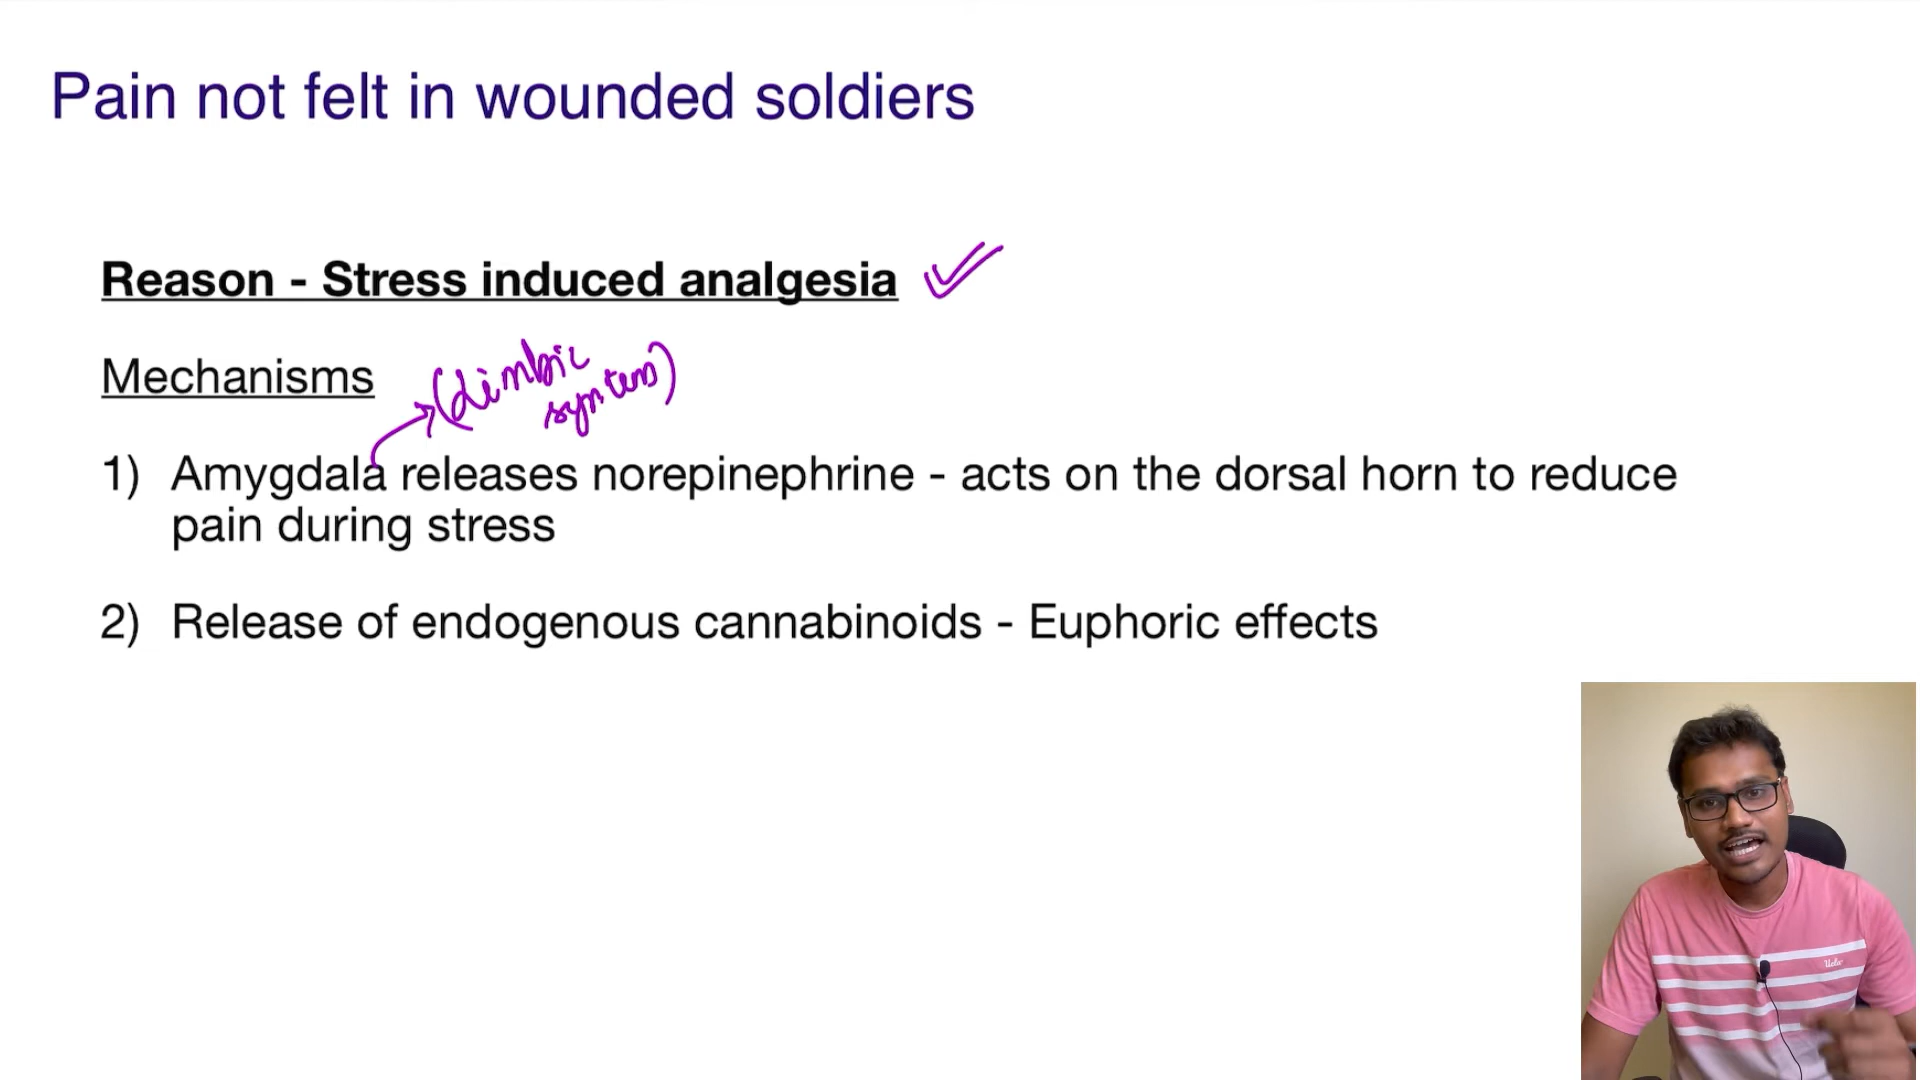 Pain not felt in wounded soldiers
Reason - Stress induced analgesia
Mechanisms
(Limbic
system)
1) Amygdala releases norepinephrine - acts on the dorsal horn to reduce
pain during stress
2) Release of endogenous cannabinoids - Euphoric effects